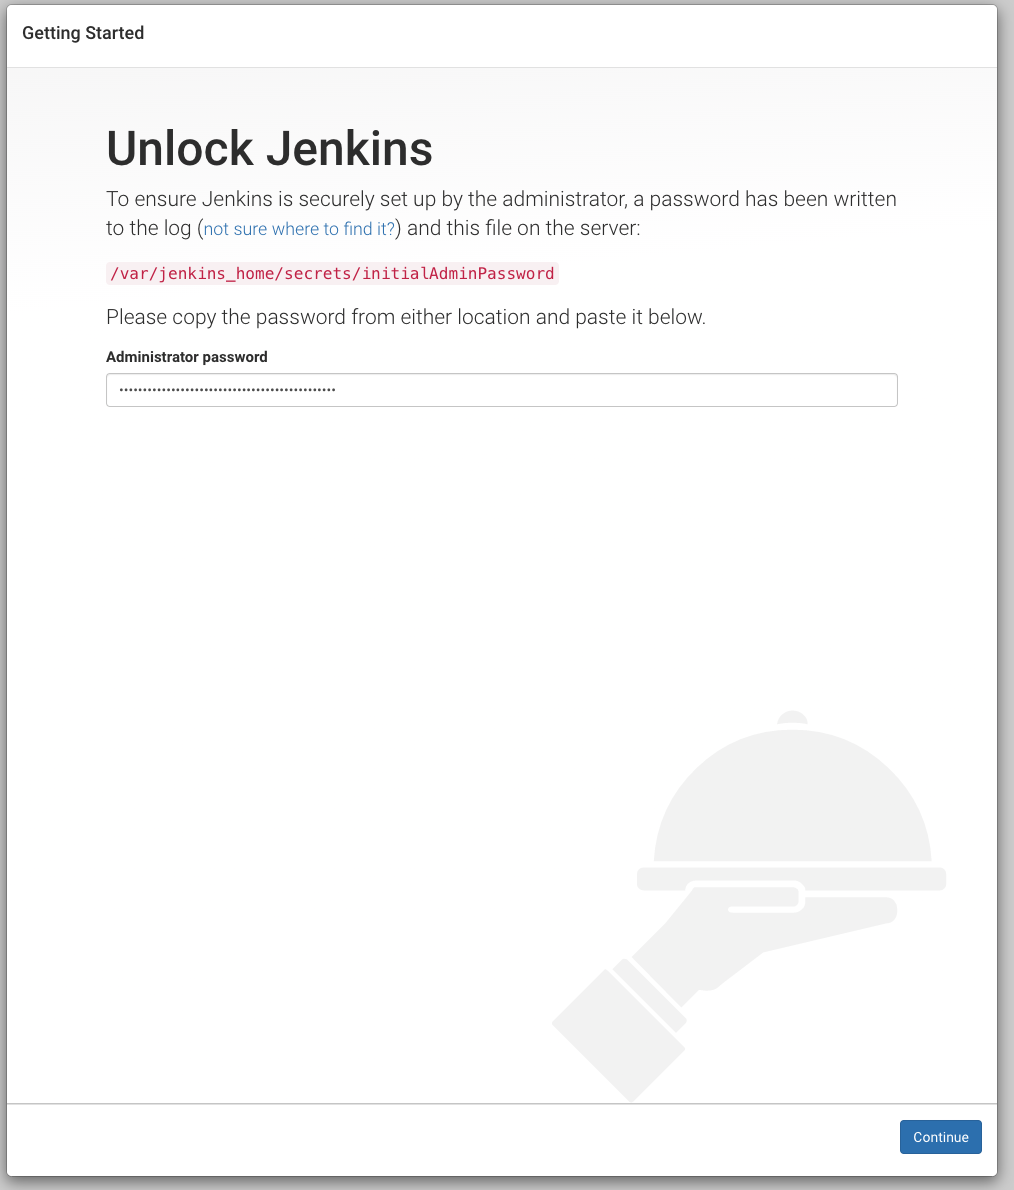 Getting Started
Unlock Jenkins
To ensure Jenkins is securely set up by the administrator, a password has been written
to the log (not sure where to find it?) and this file on the server:
/var/jenkins_home/secrets/initialAdminPassword
Please copy the password from either location and paste it below.
Administrator password
Continue